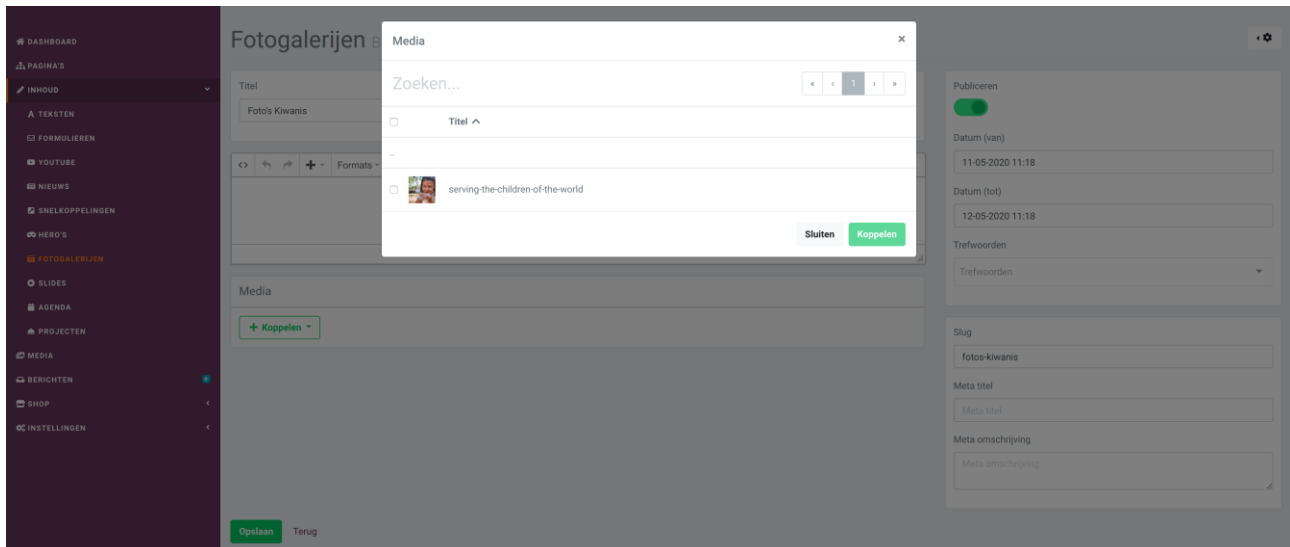 DASHBOARD
PAGINA'S
INHOUD
TEKSTEN
FORMULIEREN
YOUTUBE
NIEUWS
SNELKOPPELINGEN
HERO'S
FOTOGALERIJEN
SLIDES
AGENDA
PROJECTEN
MEDIA
BERICHTEN
SHOP
INSTELLINGEN
Fotogalerijen
Titel
Foto's Kiwanis
Formats
Media
+ Koppelen
Opslaan Terug
Media ×
Zoeken...
« ‹ 1 › »
Titel
..
serving-the-children-of-the-world
Sluiten Koppelen
Publiceren
Datum (van)
11-05-2020 11:18
Datum (tot)
12-05-2020 11:18
Trefwoorden
Trefwoorden
Slug
fotos-kiwanis
Meta titel
Meta titel
Meta omschrijving
Meta omschrijving